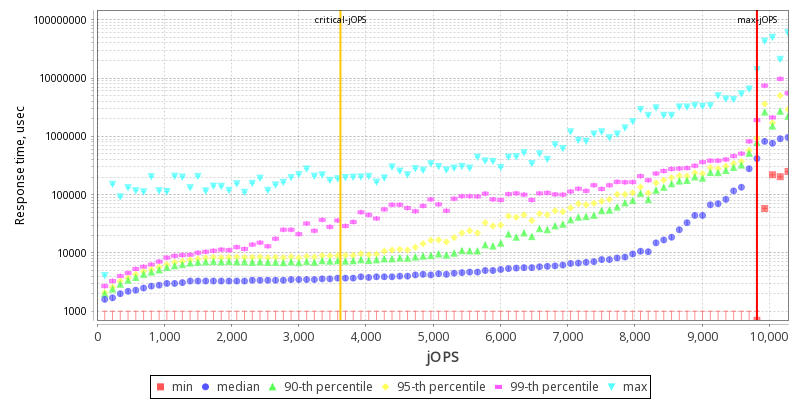 critical-jOPS max-jOPS
100000000
10000000
1000000
100000
10000
1000
Response time, usec
0 1,000 2,000 3,000 4,000 5,000 6,000 7,000 8,000 9,000 10,000
jOPS
min median 90-th percentile 95-th percentile 99-th percentile max